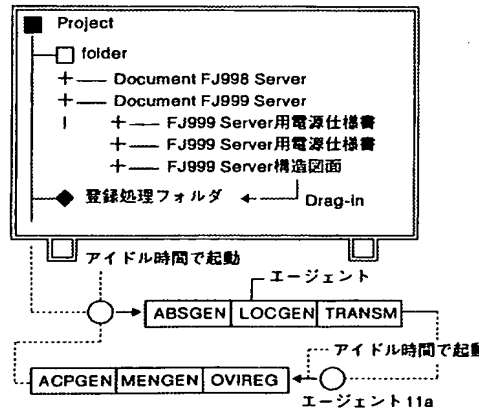 Project
folder
Document FJ998 Server
Document FJ999 Server
FJ999 Server用電源仕様書
FJ999 Server用電源仕様書
FJ999 Server構造図面
登録処理フォルダ
Drag-in
アイドル時間で起動
エージェント
ABSGEN LOCGEN TRANSM
アイドル時間で起動
ACPGEN MENGEN OVIREG
エージェント11a